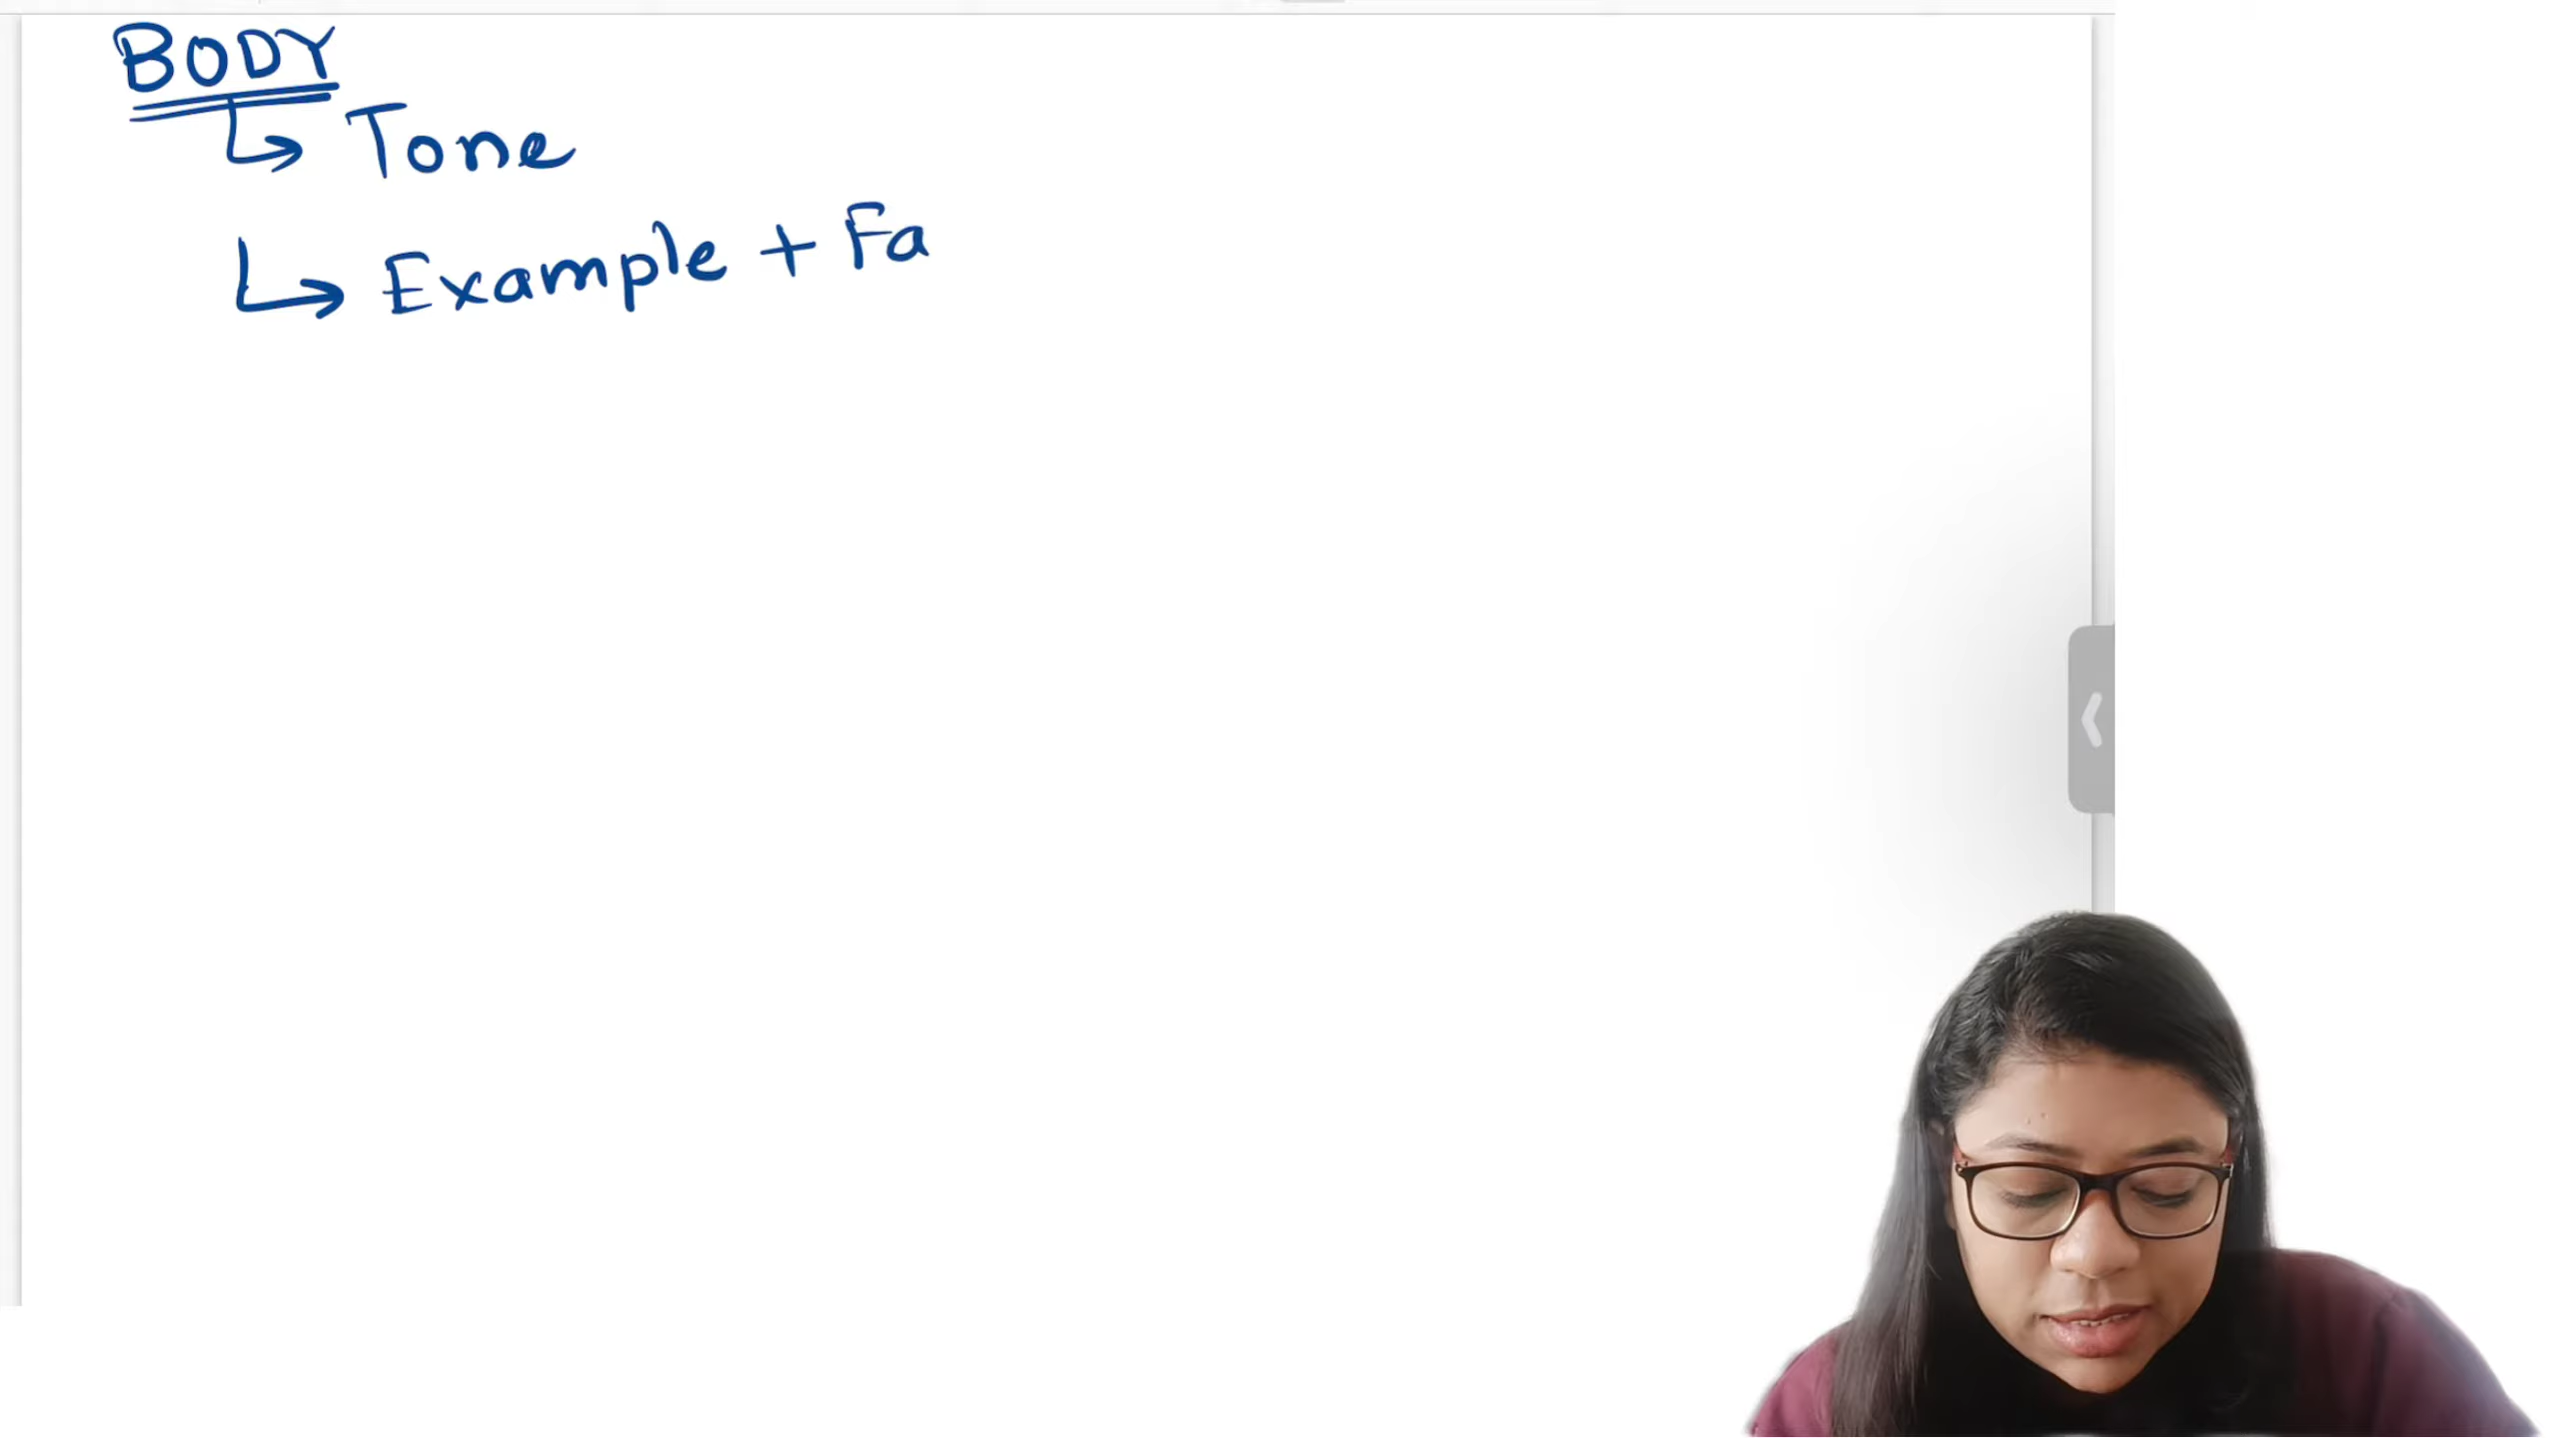 BODY
↳ Tone
↳ Example + Fa